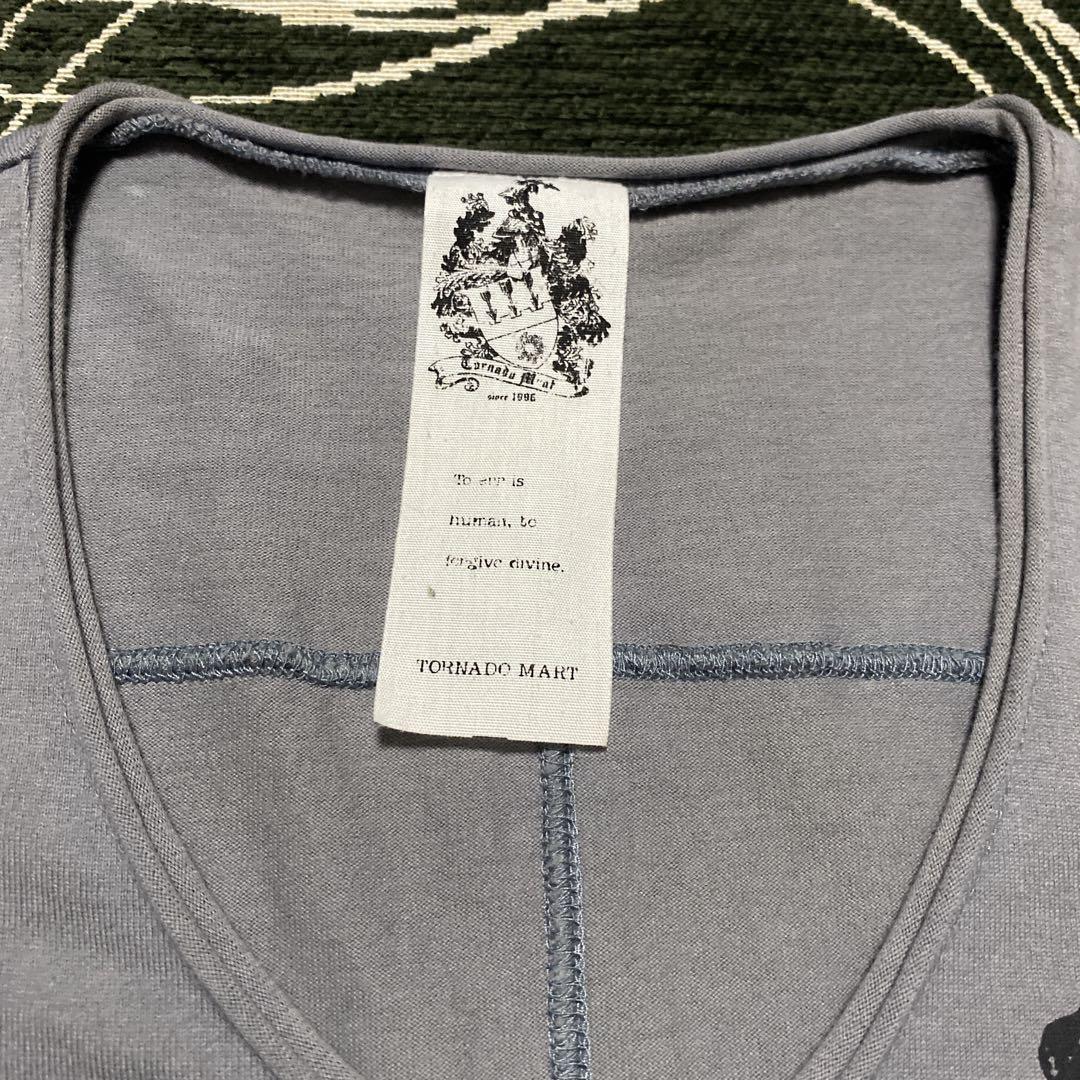 Tornado Mart
since 1996
To err is
human, to
forgive divine.
TORNADO MART